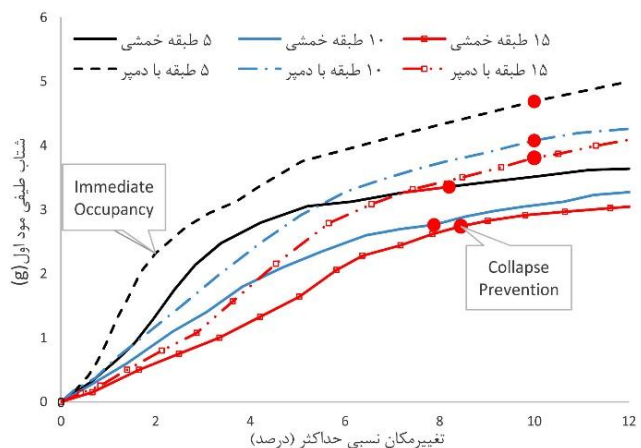 6
۵ طبقه خمشی
۱۰ طبقه خمشی
۱۵ طبقه خمشی
۵ طبقه با دمپر
۱۰ طبقه با دمپر
۱۵ طبقه با دمپر
5
4
3
2
1
0
شتاب طیفی مود اول(g)
Immediate
Occupancy
Collapse
Prevention
0 2 4 6 8 10 12
تغییرمکان نسبی حداکثر (درصد)